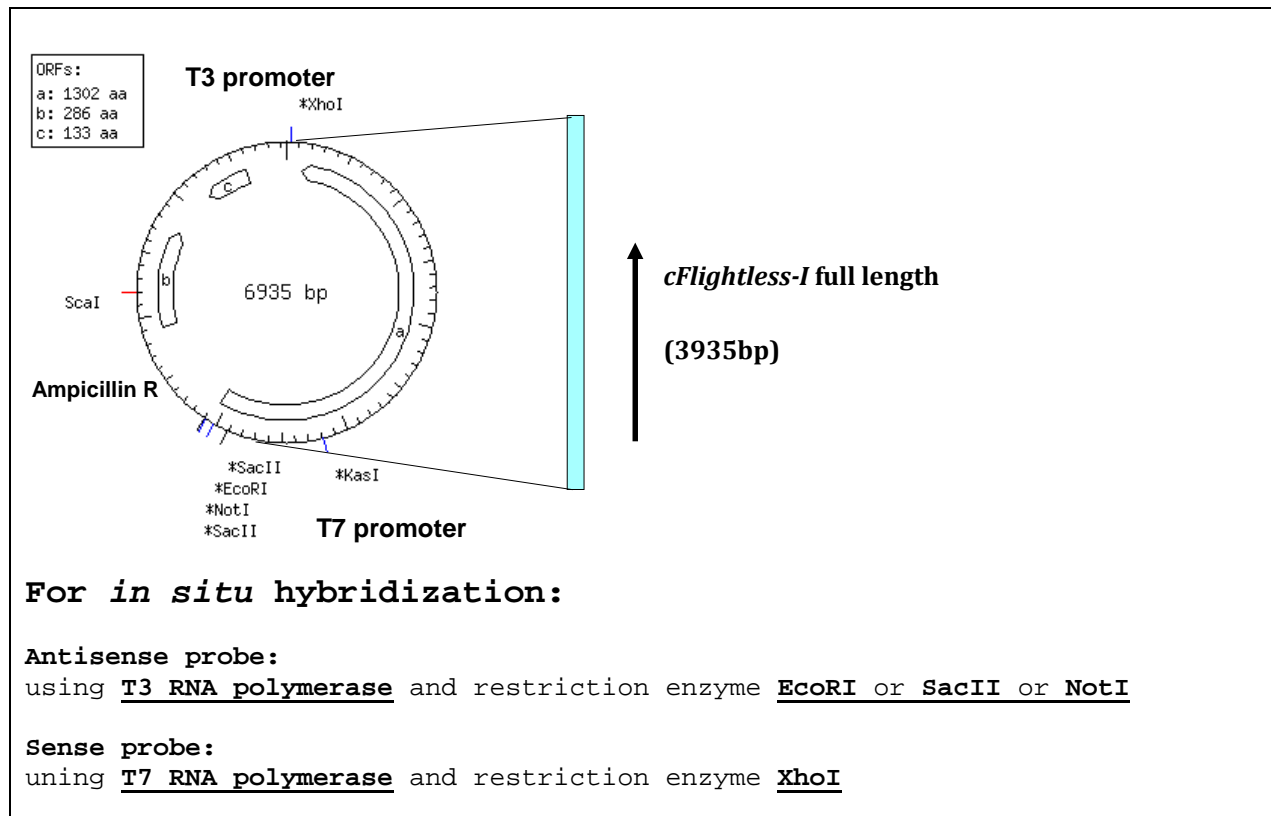 ORFs:
a: 1302 aa
b: 286 aa
c: 133 aa
T3 promoter
*XhoI
c
b
a
ScaI
6935 bp
cFlightless-I full length
(3935bp)
Ampicillin R
*SacII
*EcoRI
*NotI
*SacII
*KasI
T7 promoter
For in situ hybridization:
Antisense probe:
using T3 RNA polymerase and restriction enzyme EcoRI or SacII or NotI
Sense probe:
uning T7 RNA polymerase and restriction enzyme XhoI